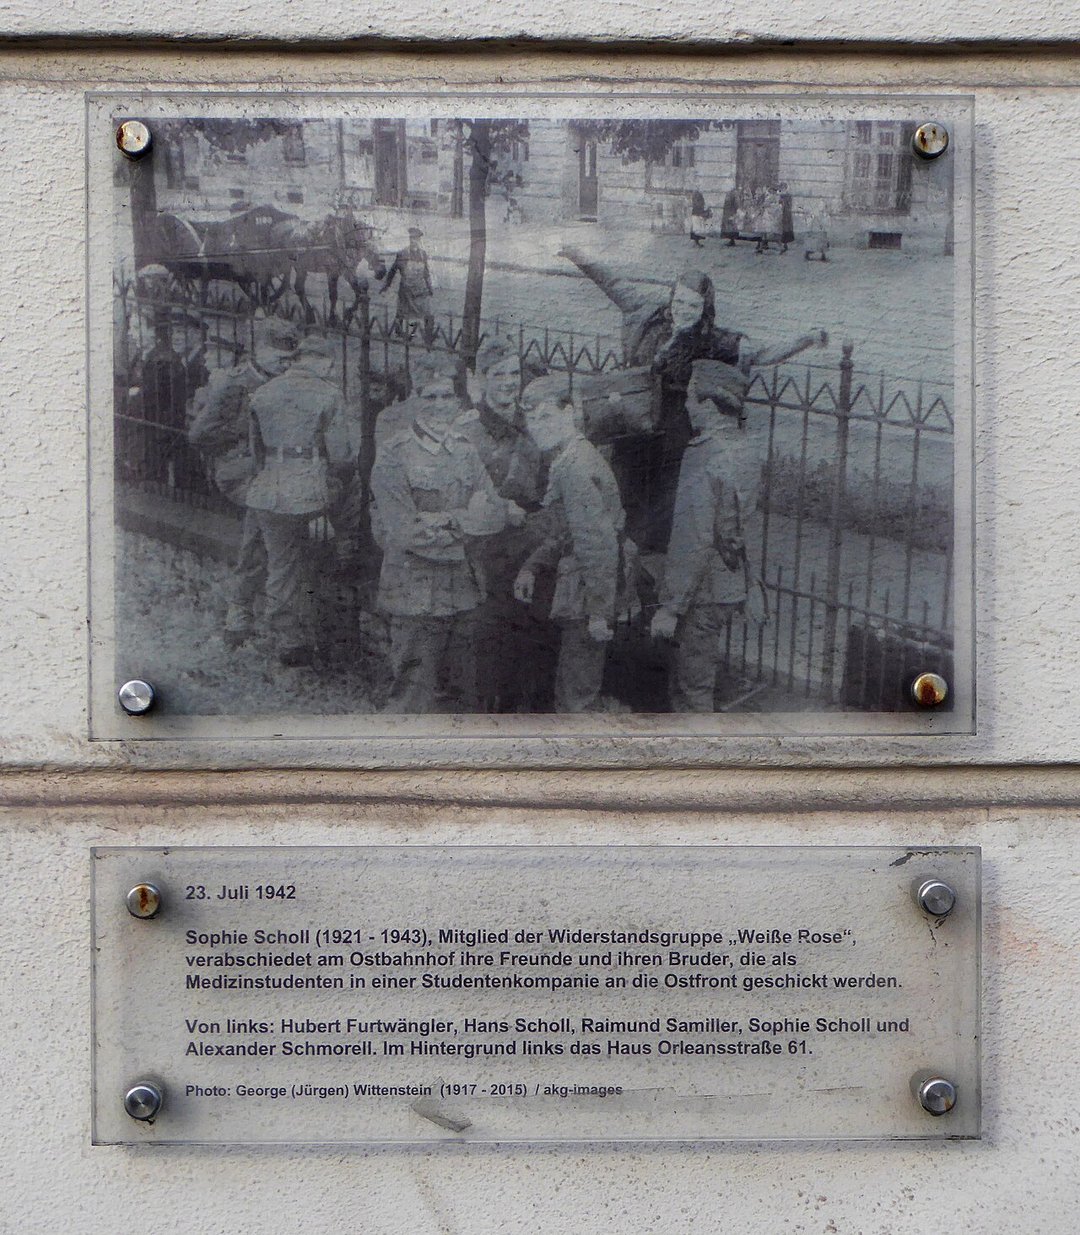 23. Juli 1942
Sophie Scholl (1921 - 1943), Mitglied der Widerstandsgruppe „Weiße Rose“,
verabschiedet am Ostbahnhof ihre Freunde und ihren Bruder, die als
Medizinstudenten in einer Studentenkompanie an die Ostfront geschickt werden.
Von links: Hubert Furtwängler, Hans Scholl, Raimund Samiller, Sophie Scholl und
Alexander Schmorell. Im Hintergrund links das Haus Orleansstraße 61.
Photo: George (Jürgen) Wittenstein (1917 - 2015) / akg-images